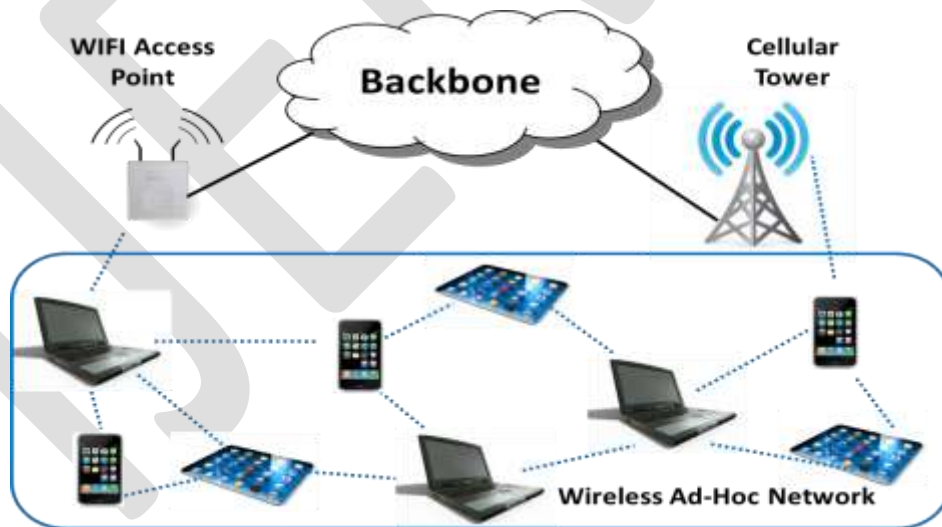 WIFI Access
Point
Backbone
Cellular
Tower
Wireless Ad-Hoc Network